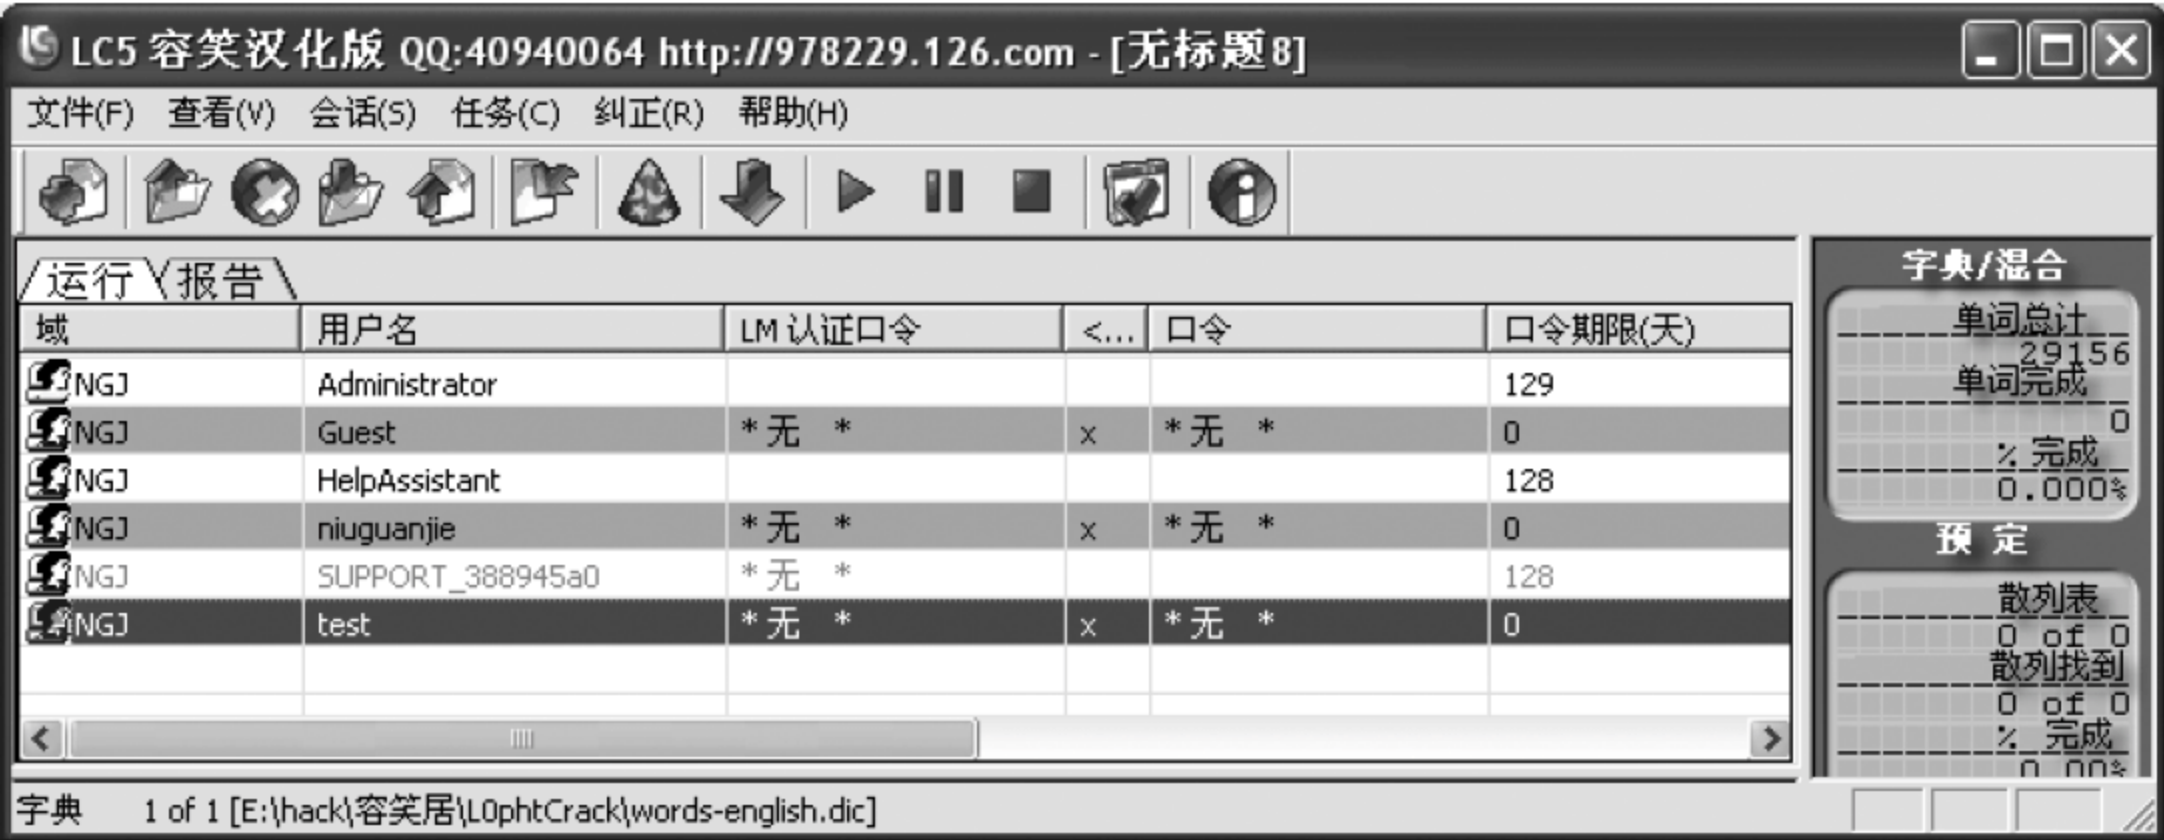 LC5 容笑汉化版 QQ:40940064 http://978229.126.com - [无标题8]
文件(F) 查看(V) 会话(S) 任务(C) 纠正(R) 帮助(H)
运行 报告
域 用户名 LM 认证口令 <... 口令 口令期限(天)
NGJ Administrator 129
NGJ Guest * 无 * x * 无 * 0
NGJ HelpAssistant 128
NGJ niuguanjie * 无 * x * 无 * 0
NGJ SUPPORT_388945a0 * 无 * 128
NGJ test * 无 * x * 无 * 0
字典/混合
单词总计
29156
单词完成
0
% 完成
0.000%
预 定
散列表
0 of 0
散列找到
0 of 0
% 完成
0.00%
字典 1 of 1 [E:\hack\容笑居\L0phtCrack\words-english.dic]